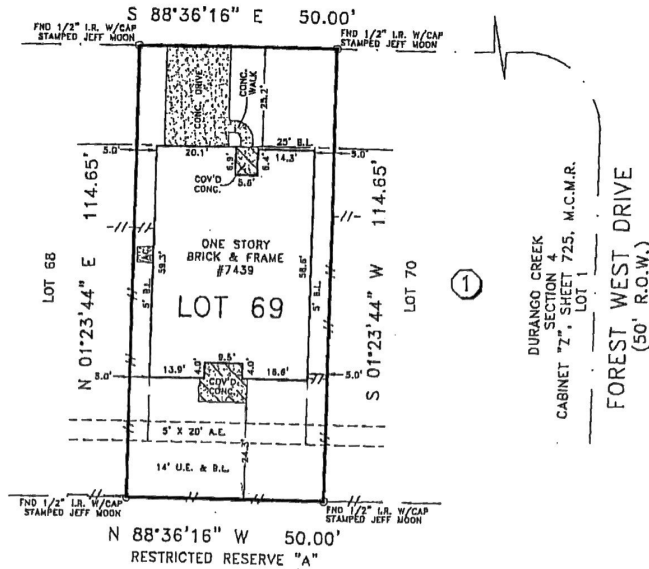 S 88°36'16" E 50.00'
FND 1/2" I.R. W/CAP
STAMPED JEFF MOON
FND 1/2" I.R. W/CAP
STAMPED JEFF MOON
CONC. DRIVE
CONC.
WALK
25.2'
25' B.L.
5.0'
20.1'
6.9'
6.4'
14.3'
5.0'
5.6'
COV'D
CONC.
114.65'
114.65'
N 01°23'44" E
S 01°23'44" W
LOT 68
LOT 70
AC
59.3'
58.6'
5' B.L.
5' B.L.
ONE STORY
BRICK & FRAME
#7439
LOT 69
1
DURANGO CREEK
SECTION 4
CABINET "Z", SHEET 725, M.C.M.R.
LOT 1
FOREST WEST DRIVE
(50' R.O.W.)
5.0'
13.9'
4.0'
9.5'
4.0'
16.6'
5.0'
COV'D
CONC.
5' X 20' A.E.
14' U.E. & B.L.
FND 1/2" I.R. W/CAP
STAMPED JEFF MOON
FND 1/2" I.R. W/CAP
STAMPED JEFF MOON
N 88°36'16" W 50.00'
RESTRICTED RESERVE "A"